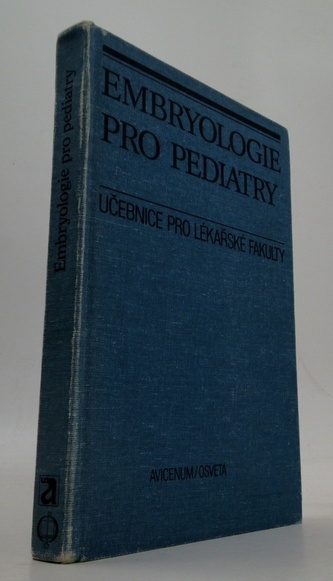 Embryologie pro pediatry
EMBRYOLOGIE
PRO PEDIATRY
UČEBNICE PRO LÉKAŘSKÉ FAKULTY
AVICENUM/OSVETA
a